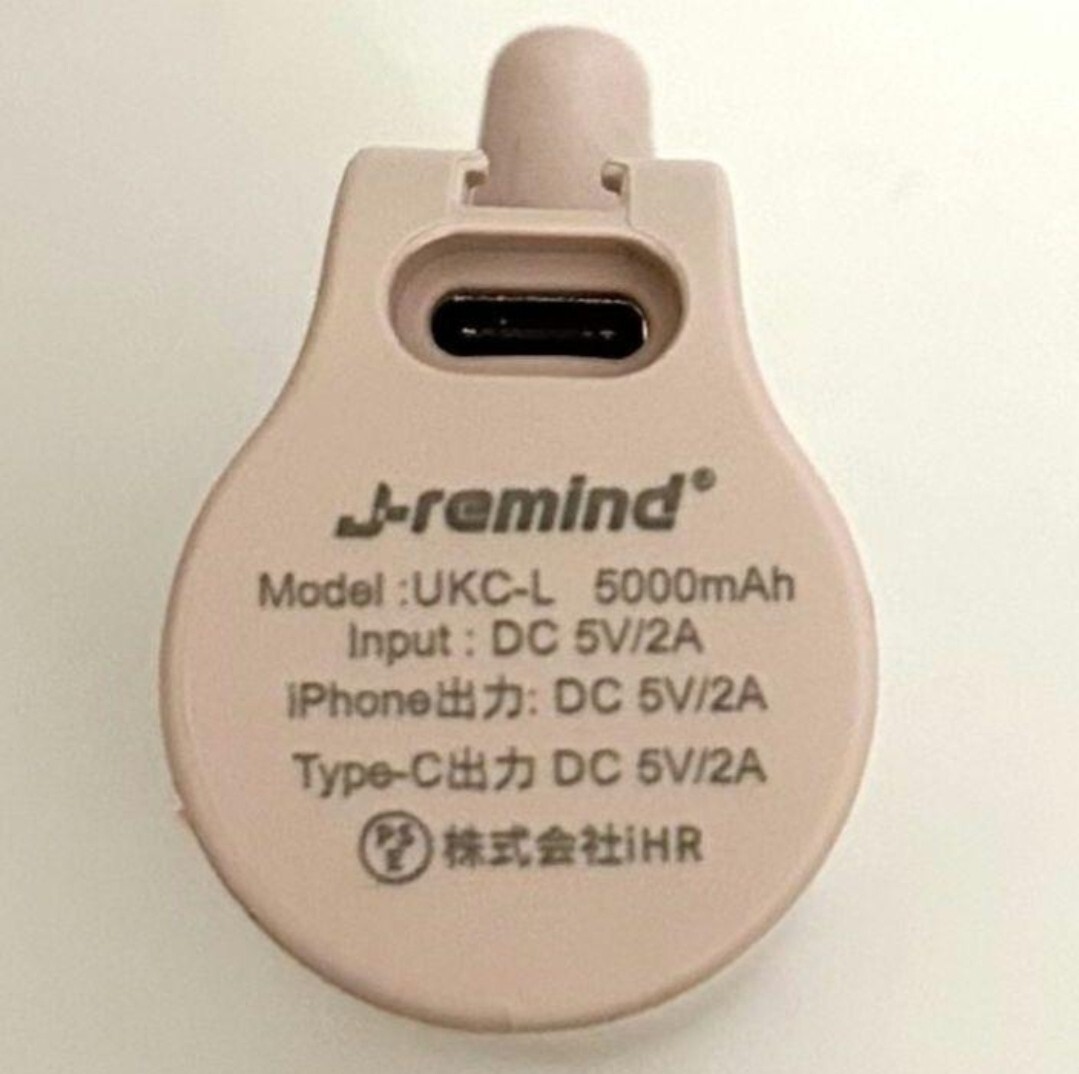 J-remind®
Model :UKC-L 5000mAh
Input : DC 5V/2A
iPhone出力: DC 5V/2A
Type-C出力 DC 5V/2A
PSE 株式会社iHR